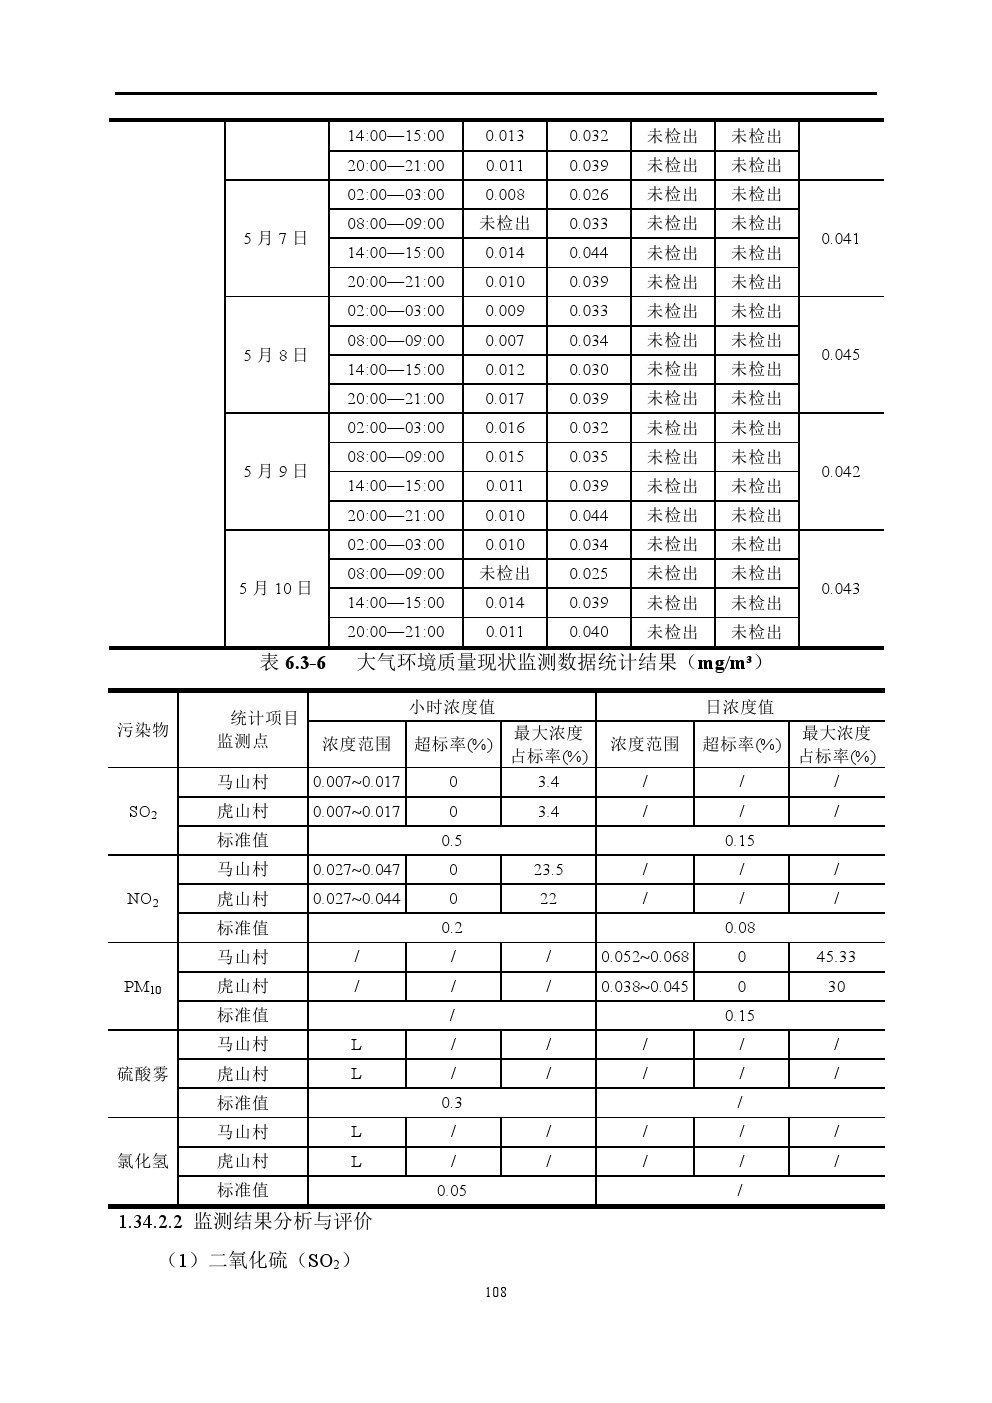 14:00—15:00 0.013 0.032 未检出 未检出
20:00—21:00 0.011 0.039 未检出 未检出
5 月 7 日 02:00—03:00 0.008 0.026 未检出 未检出 0.041
08:00—09:00 未检出 0.033 未检出 未检出
14:00—15:00 0.014 0.044 未检出 未检出
20:00—21:00 0.010 0.039 未检出 未检出
5 月 8 日 02:00—03:00 0.009 0.033 未检出 未检出 0.045
08:00—09:00 0.007 0.034 未检出 未检出
14:00—15:00 0.012 0.030 未检出 未检出
20:00—21:00 0.017 0.039 未检出 未检出
5 月 9 日 02:00—03:00 0.016 0.032 未检出 未检出 0.042
08:00—09:00 0.015 0.035 未检出 未检出
14:00—15:00 0.011 0.039 未检出 未检出
20:00—21:00 0.010 0.044 未检出 未检出
5 月 10 日 02:00—03:00 0.010 0.034 未检出 未检出 0.043
08:00—09:00 未检出 0.025 未检出 未检出
14:00—15:00 0.014 0.039 未检出 未检出
20:00—21:00 0.011 0.040 未检出 未检出
表 6.3-6 大气环境质量现状监测数据统计结果（mg/m³）
污染物 统计项目 监测点 小时浓度值 日浓度值
浓度范围 超标率(%) 最大浓度占标率(%) 浓度范围 超标率(%) 最大浓度占标率(%)
SO₂ 马山村 0.007~0.017 0 3.4 / / /
虎山村 0.007~0.017 0 3.4 / / /
标准值 0.5 0.15
NO₂ 马山村 0.027~0.047 0 23.5 / / /
虎山村 0.027~0.044 0 22 / / /
标准值 0.2 0.08
PM₁₀ 马山村 / / / 0.052~0.068 0 45.33
虎山村 / / / 0.038~0.045 0 30
标准值 / 0.15
硫酸雾 马山村 L / / / / /
虎山村 L / / / / /
标准值 0.3 /
氯化氢 马山村 L / / / / /
虎山村 L / / / / /
标准值 0.05 /
1.34.2.2 监测结果分析与评价
（1）二氧化硫（SO₂）
108